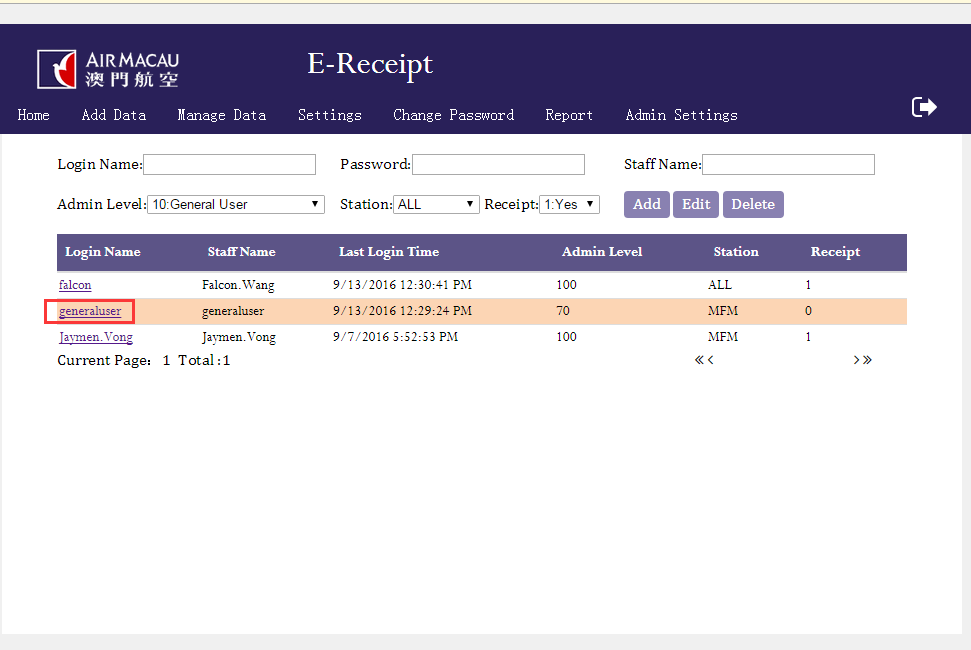 AIR MACAU
澳門航空
E-Receipt
Home Add Data Manage Data Settings Change Password Report Admin Settings
Login Name: Password: Staff Name:
Admin Level: 10:General User Station: ALL Receipt: 1:Yes Add Edit Delete
Login Name Staff Name Last Login Time Admin Level Station Receipt
falcon Falcon.Wang 9/13/2016 12:30:41 PM 100 ALL 1
generaluser generaluser 9/13/2016 12:29:24 PM 70 MFM 0
Jaymen.Vong Jaymen.Vong 9/7/2016 5:52:53 PM 100 MFM 1
Current Page: 1 Total:1 «‹ ›»